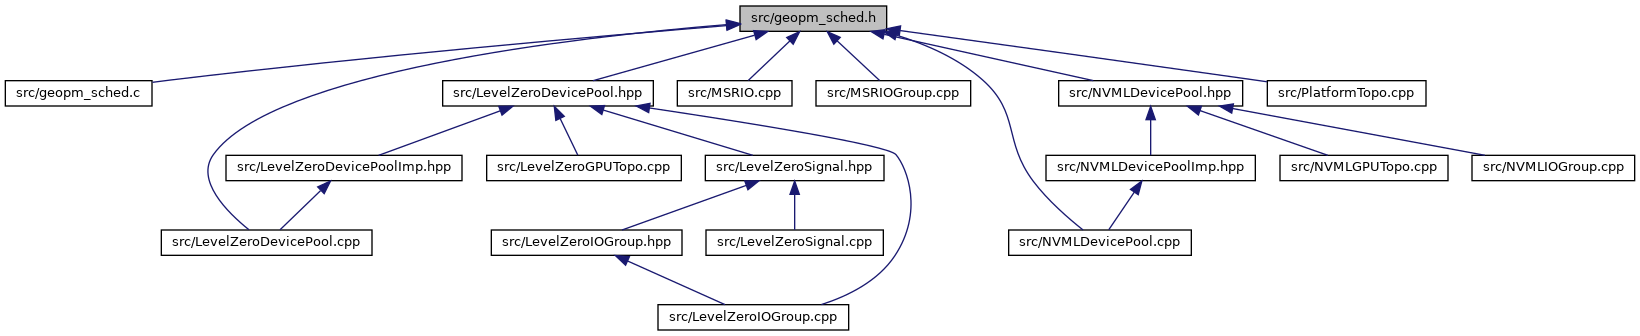 src/geopm_sched.h
src/geopm_sched.c
src/LevelZeroDevicePool.hpp
src/MSRIO.cpp
src/MSRIOGroup.cpp
src/NVMLDevicePool.hpp
src/PlatformTopo.cpp
src/LevelZeroDevicePoolImp.hpp
src/LevelZeroGPUTopo.cpp
src/LevelZeroSignal.hpp
src/NVMLDevicePoolImp.hpp
src/NVMLGPUTopo.cpp
src/NVMLIOGroup.cpp
src/LevelZeroDevicePool.cpp
src/LevelZeroIOGroup.hpp
src/LevelZeroSignal.cpp
src/NVMLDevicePool.cpp
src/LevelZeroIOGroup.cpp